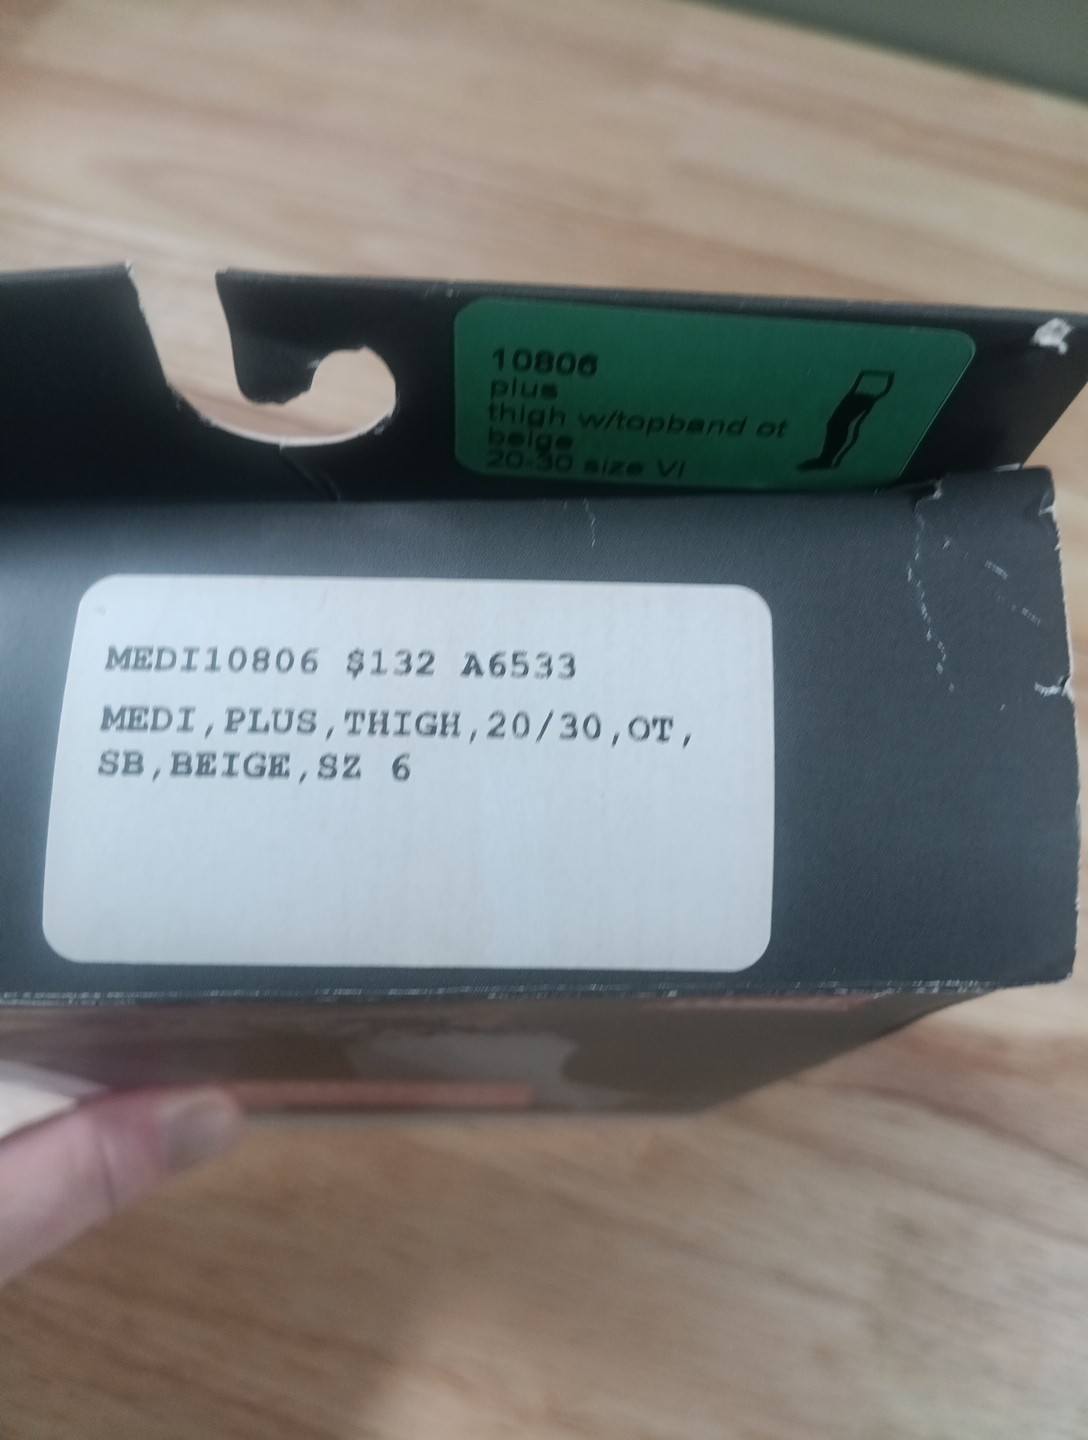 10806
plus
thigh w/topband ot
beige
20-30 size VI
MEDI10806 $132 A6533
MEDI,PLUS,THIGH,20/30,OT,
SB,BEIGE,SZ 6